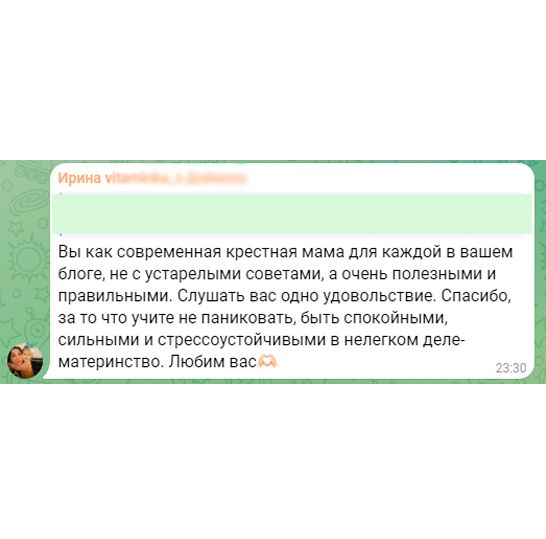 Ирина vitaminka_s
Вы как современная крестная мама для каждой в вашем
блоге, не с устарелыми советами, а очень полезными и
правильными. Слушать вас одно удовольствие. Спасибо,
за то что учите не паниковать, быть спокойными,
сильными и стрессоустойчивыми в нелегком деле-
материнство. Любим вас🫶
23:30